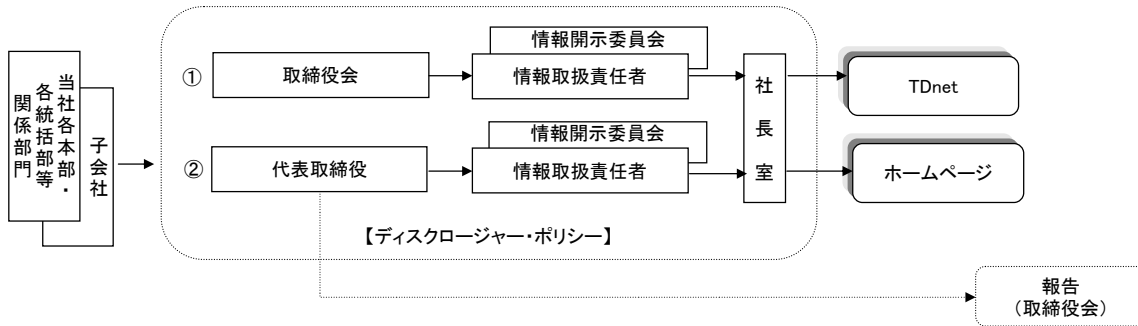 当社各本部・
各統括部等
関係部門
子会社
①
取締役会
情報開示委員会
情報取扱責任者
②
代表取締役
情報開示委員会
情報取扱責任者
社長室
TDnet
ホームページ
【ディスクロージャー・ポリシー】
報告
（取締役会）